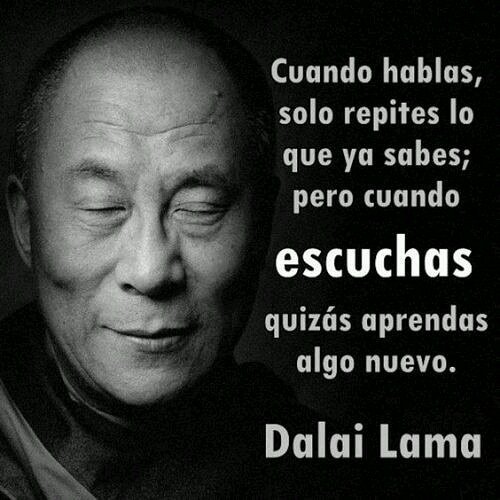 Cuando hablas,
solo repites lo
que ya sabes;
pero cuando
escuchas
quizás aprendas
algo nuevo.
Dalai Lama